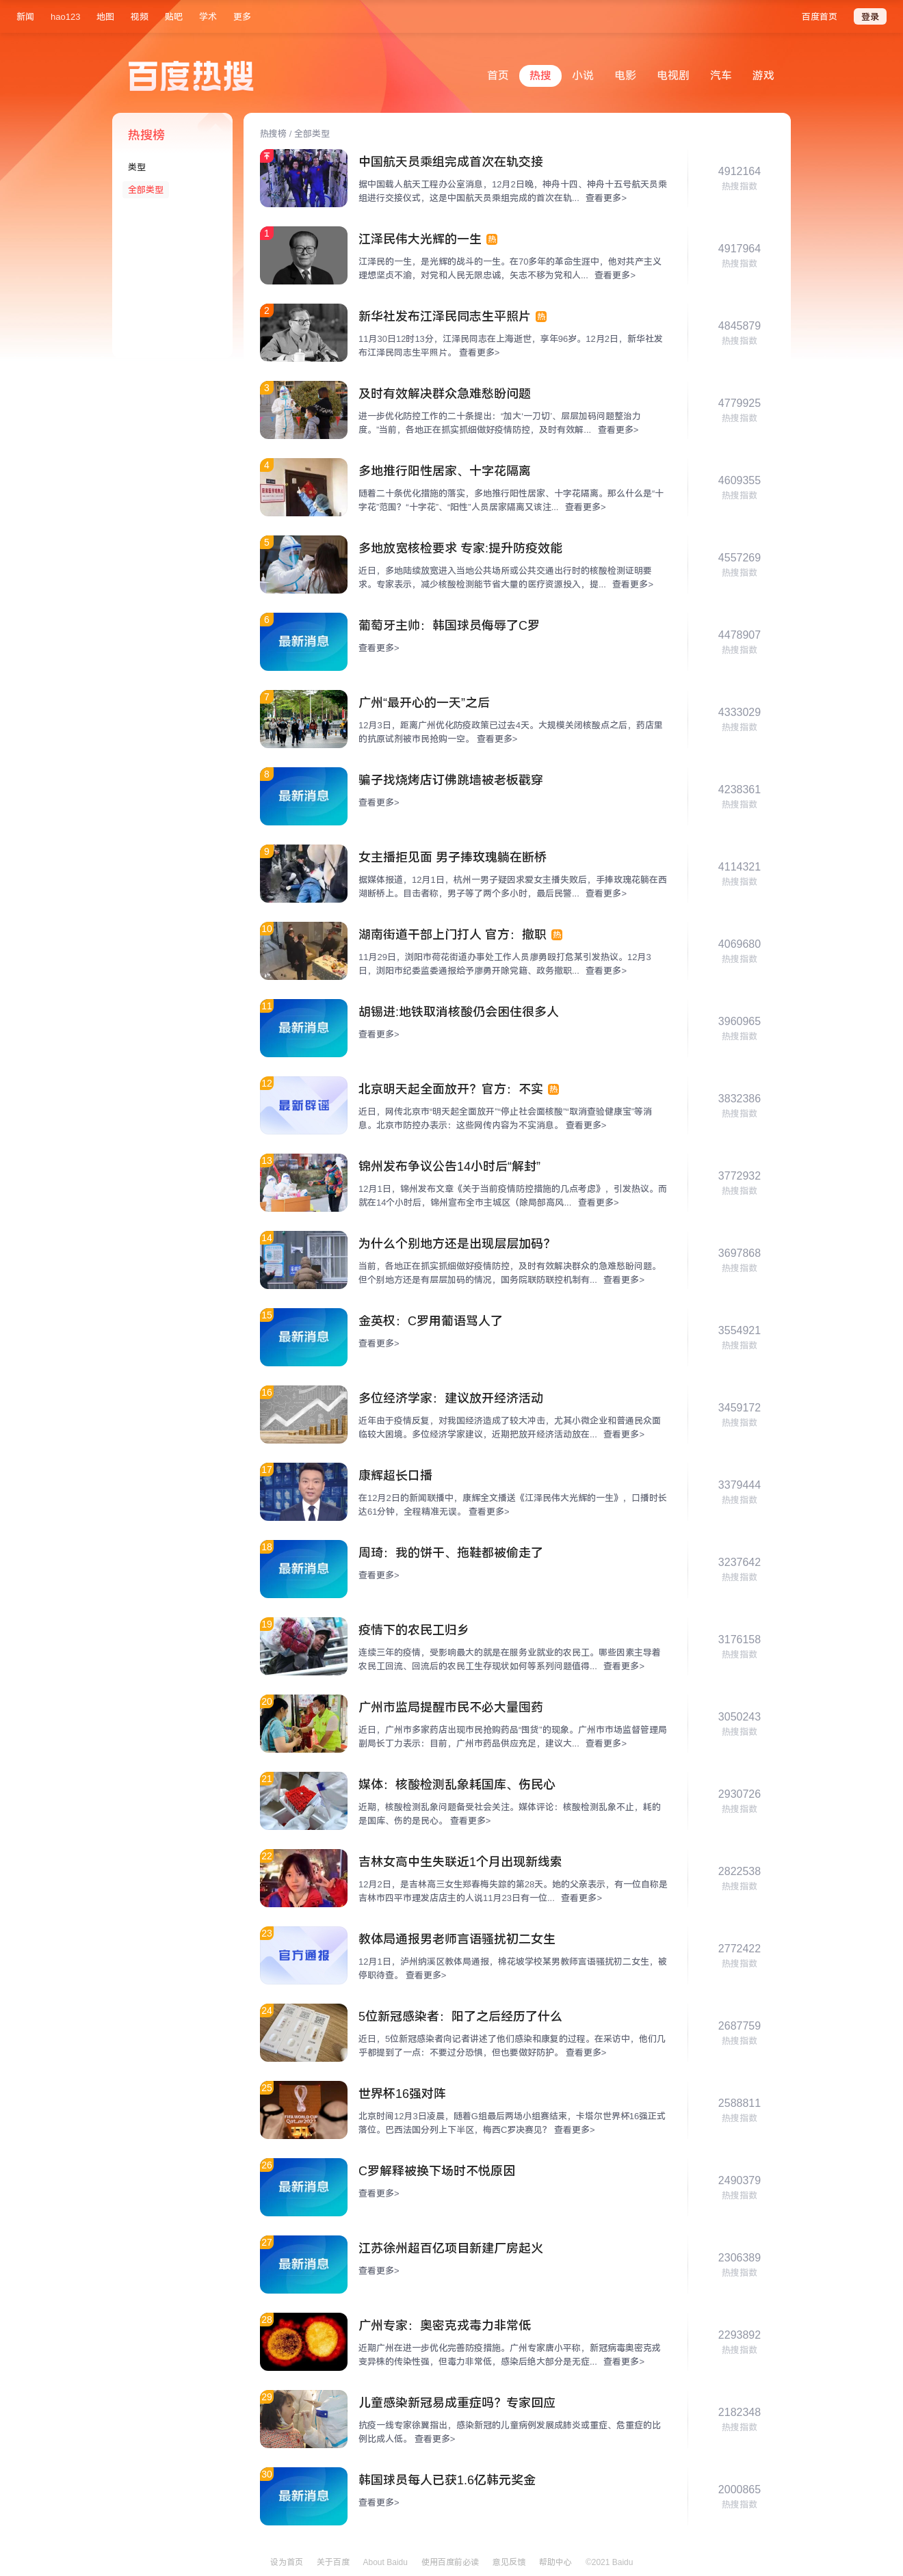 新闻 hao123 地图 视频 贴吧 学术 更多 百度首页 登录
百度热搜
首页 热搜 小说 电影 电视剧 汽车 游戏
热搜榜
类型
全部类型
热搜榜 / 全部类型
中国航天员乘组完成首次在轨交接
据中国载人航天工程办公室消息，12月2日晚，神舟十四、神舟十五号航天员乘
组进行交接仪式，这是中国航天员乘组完成的首次在轨... 查看更多>
4912164
热搜指数
1
江泽民伟大光辉的一生 热
江泽民的一生，是光辉的战斗的一生。在70多年的革命生涯中，他对共产主义
理想坚贞不渝，对党和人民无限忠诚，矢志不移为党和人... 查看更多>
4917964
热搜指数
2
新华社发布江泽民同志生平照片 热
11月30日12时13分，江泽民同志在上海逝世，享年96岁。12月2日，新华社发
布江泽民同志生平照片。 查看更多>
4845879
热搜指数
3
及时有效解决群众急难愁盼问题
进一步优化防控工作的二十条提出：“加大‘一刀切’、层层加码问题整治力
度。”当前，各地正在抓实抓细做好疫情防控，及时有效解... 查看更多>
4779925
热搜指数
4
多地推行阳性居家、十字花隔离
随着二十条优化措施的落实，多地推行阳性居家、十字花隔离。那么什么是“十
字花”范围？“十字花”、“阳性”人员居家隔离又该注... 查看更多>
4609355
热搜指数
5
多地放宽核检要求 专家:提升防疫效能
近日，多地陆续放宽进入当地公共场所或公共交通出行时的核酸检测证明要
求。专家表示，减少核酸检测能节省大量的医疗资源投入，提... 查看更多>
4557269
热搜指数
6
最新消息
葡萄牙主帅：韩国球员侮辱了C罗
查看更多>
4478907
热搜指数
7
广州“最开心的一天”之后
12月3日，距离广州优化防疫政策已过去4天。大规模关闭核酸点之后，药店里
的抗原试剂被市民抢购一空。 查看更多>
4333029
热搜指数
8
最新消息
骗子找烧烤店订佛跳墙被老板戳穿
查看更多>
4238361
热搜指数
9
女主播拒见面 男子捧玫瑰躺在断桥
据媒体报道，12月1日，杭州一男子疑因求爱女主播失败后，手捧玫瑰花躺在西
湖断桥上。目击者称，男子等了两个多小时，最后民警... 查看更多>
4114321
热搜指数
10
湖南街道干部上门打人 官方：撤职 热
11月29日，浏阳市荷花街道办事处工作人员廖勇殴打危某引发热议。12月3
日，浏阳市纪委监委通报给予廖勇开除党籍、政务撤职... 查看更多>
4069680
热搜指数
11
最新消息
胡锡进:地铁取消核酸仍会困住很多人
查看更多>
3960965
热搜指数
12
最新辟谣
北京明天起全面放开？官方：不实 热
近日，网传北京市“明天起全面放开”“停止社会面核酸”“取消查验健康宝”等消
息。北京市防控办表示：这些网传内容为不实消息。 查看更多>
3832386
热搜指数
13
锦州发布争议公告14小时后“解封”
12月1日，锦州发布文章《关于当前疫情防控措施的几点考虑》，引发热议。而
就在14个小时后，锦州宣布全市主城区（除局部高风... 查看更多>
3772932
热搜指数
14
为什么个别地方还是出现层层加码？
当前，各地正在抓实抓细做好疫情防控，及时有效解决群众的急难愁盼问题。
但个别地方还是有层层加码的情况，国务院联防联控机制有... 查看更多>
3697868
热搜指数
15
最新消息
金英权：C罗用葡语骂人了
查看更多>
3554921
热搜指数
16
多位经济学家：建议放开经济活动
近年由于疫情反复，对我国经济造成了较大冲击，尤其小微企业和普通民众面
临较大困境。多位经济学家建议，近期把放开经济活动放在... 查看更多>
3459172
热搜指数
17
康辉超长口播
在12月2日的新闻联播中，康辉全文播送《江泽民伟大光辉的一生》，口播时长
达61分钟，全程精准无误。 查看更多>
3379444
热搜指数
18
最新消息
周琦：我的饼干、拖鞋都被偷走了
查看更多>
3237642
热搜指数
19
疫情下的农民工归乡
连续三年的疫情，受影响最大的就是在服务业就业的农民工。哪些因素主导着
农民工回流、回流后的农民工生存现状如何等系列问题值得... 查看更多>
3176158
热搜指数
20
广州市监局提醒市民不必大量囤药
近日，广州市多家药店出现市民抢购药品“囤货”的现象。广州市市场监督管理局
副局长丁力表示：目前，广州市药品供应充足，建议大... 查看更多>
3050243
热搜指数
21
媒体：核酸检测乱象耗国库、伤民心
近期，核酸检测乱象问题备受社会关注。媒体评论：核酸检测乱象不止，耗的
是国库、伤的是民心。 查看更多>
2930726
热搜指数
22
吉林女高中生失联近1个月出现新线索
12月2日，是吉林高三女生郑春梅失踪的第28天。她的父亲表示，有一位自称是
吉林市四平市理发店店主的人说11月23日有一位... 查看更多>
2822538
热搜指数
23
官方通报
教体局通报男老师言语骚扰初二女生
12月1日，泸州纳溪区教体局通报，棉花坡学校某男教师言语骚扰初二女生，被
停职待查。 查看更多>
2772422
热搜指数
24
5位新冠感染者：阳了之后经历了什么
近日，5位新冠感染者向记者讲述了他们感染和康复的过程。在采访中，他们几
乎都提到了一点：不要过分恐惧，但也要做好防护。 查看更多>
2687759
热搜指数
25
世界杯16强对阵
北京时间12月3日凌晨，随着G组最后两场小组赛结束，卡塔尔世界杯16强正式
落位。巴西法国分列上下半区，梅西C罗决赛见？ 查看更多>
2588811
热搜指数
26
最新消息
C罗解释被换下场时不悦原因
查看更多>
2490379
热搜指数
27
最新消息
江苏徐州超百亿项目新建厂房起火
查看更多>
2306389
热搜指数
28
广州专家：奥密克戎毒力非常低
近期广州在进一步优化完善防疫措施。广州专家唐小平称，新冠病毒奥密克戎
变异株的传染性强，但毒力非常低，感染后绝大部分是无症... 查看更多>
2293892
热搜指数
29
儿童感染新冠易成重症吗？专家回应
抗疫一线专家徐翼指出，感染新冠的儿童病例发展成肺炎或重症、危重症的比
例比成人低。 查看更多>
2182348
热搜指数
30
最新消息
韩国球员每人已获1.6亿韩元奖金
查看更多>
2000865
热搜指数
设为首页 关于百度 About Baidu 使用百度前必读 意见反馈 帮助中心 ©2021 Baidu